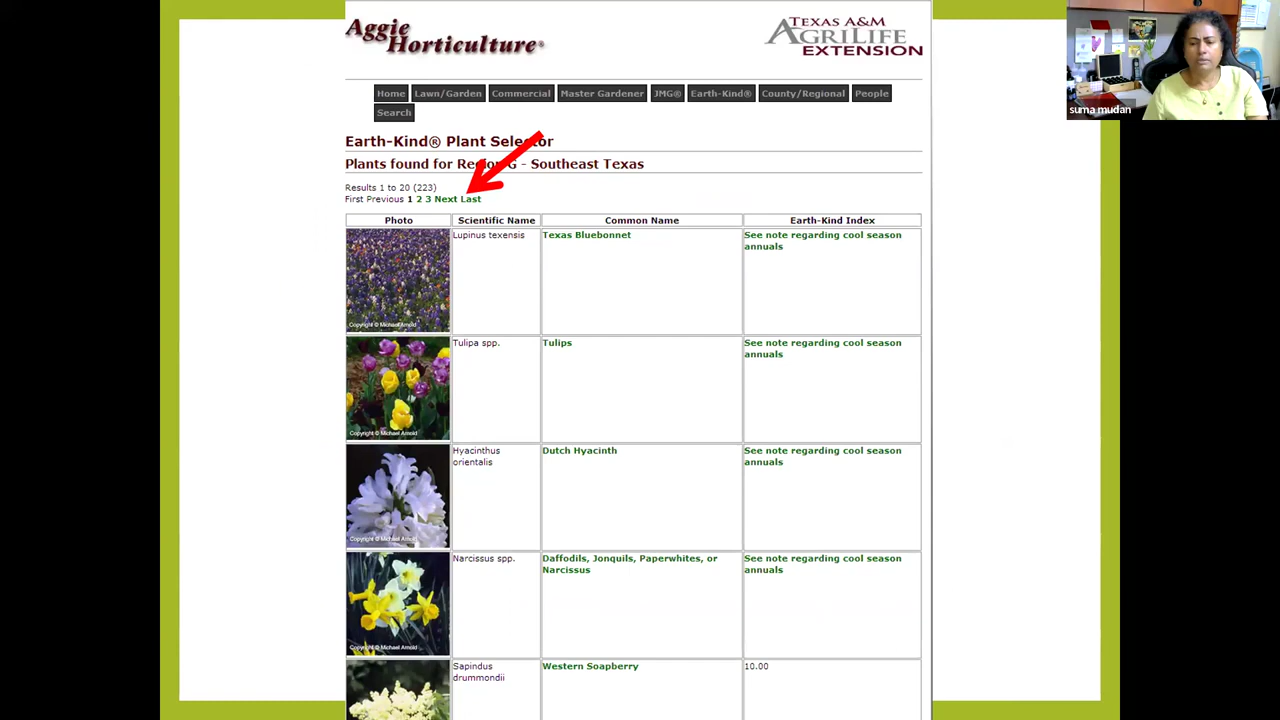 Aggie
Horticulture®
TEXAS A&M
AGRILIFE
EXTENSION
suma mudan
Home Lawn/Garden Commercial Master Gardener JMG® Earth-Kind® County/Regional People
Search
Earth-Kind® Plant Selector
Plants found for Region G - Southeast Texas
Results 1 to 20 (223)
First Previous 1 2 3 Next Last
Photo Scientific Name Common Name Earth-Kind Index
Lupinus texensis Texas Bluebonnet See note regarding cool season
annuals
Copyright © Michael Arnold
Tulipa spp. Tulips See note regarding cool season
annuals
Copyright © Michael Arnold
Hyacinthus Dutch Hyacinth See note regarding cool season
orientalis annuals
Copyright © Michael Arnold
Narcissus spp. Daffodils, Jonquils, Paperwhites, or See note regarding cool season
Narcissus annuals
Copyright © Michael Arnold
Sapindus Western Soapberry 10.00
drummondii